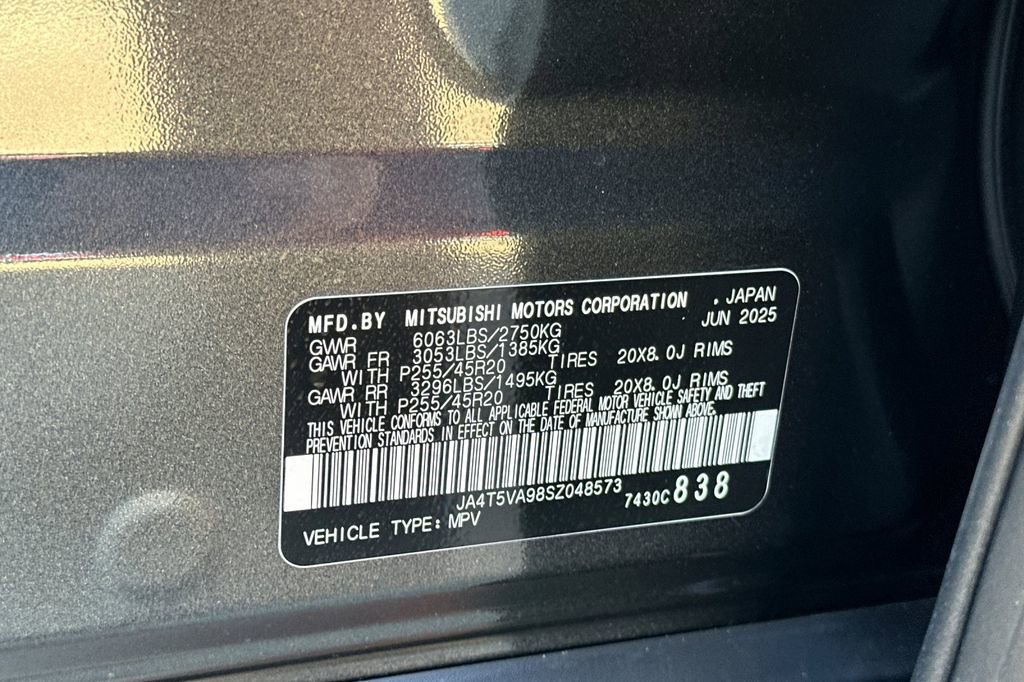 MFD.BY MITSUBISHI MOTORS CORPORATION . JAPAN
JUN 2025
GVWR 6063LBS/2750KG
GAWR FR 3053LBS/1385KG
WITH P255/45R20 TIRES 20X8.0J RIMS
GAWR RR 3296LBS/1495KG
WITH P255/45R20 TIRES 20X8.0J RIMS
THIS VEHICLE CONFORMS TO ALL APPLICABLE FEDERAL MOTOR VEHICLE SAFETY AND THEFT
PREVENTION STANDARDS IN EFFECT ON THE DATE OF MANUFACTURE SHOWN ABOVE.
JA4T5VA98SZ048573 7430C838
VEHICLE TYPE: MPV